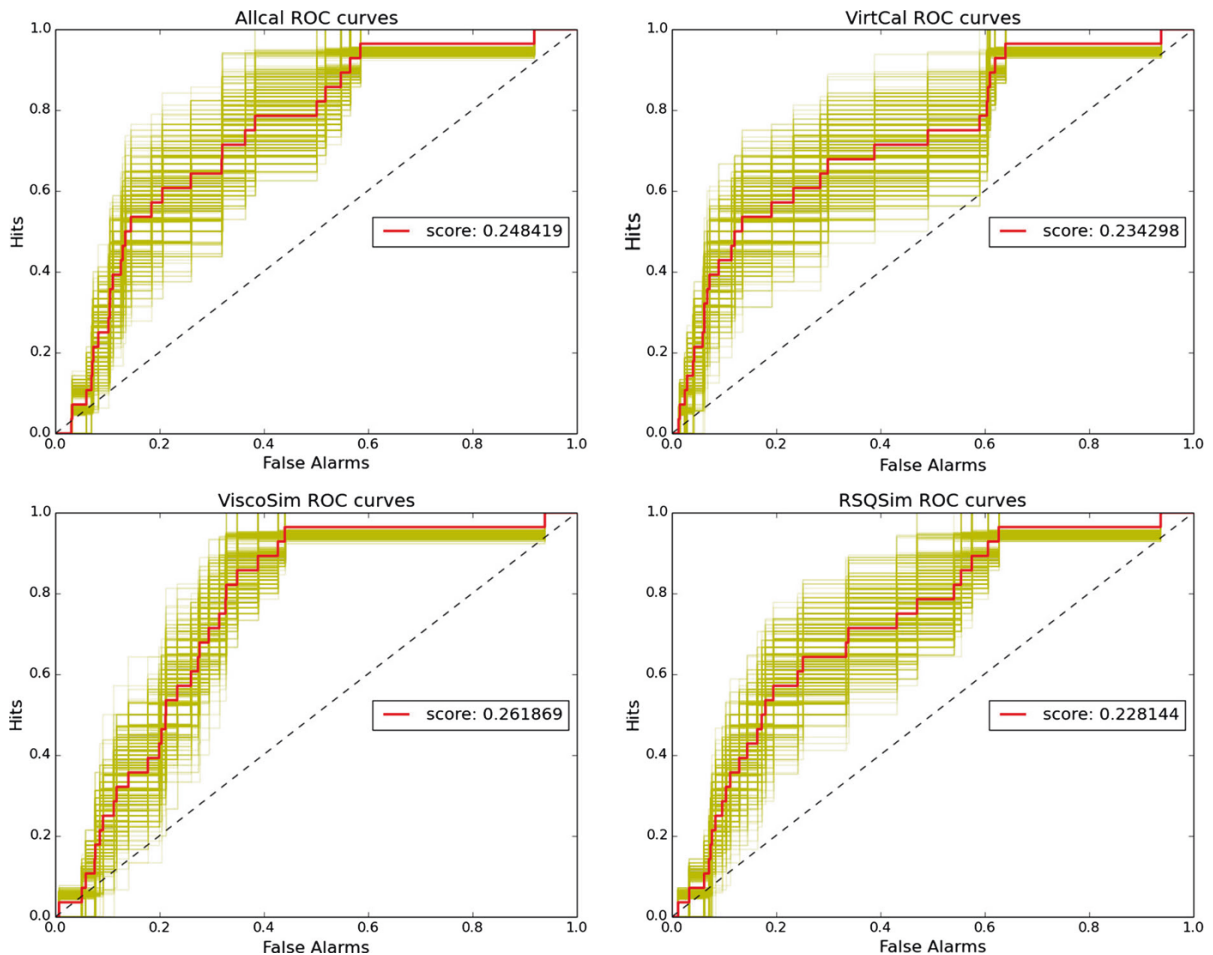 Allcal ROC curves
1.0
0.8
0.6
0.4
0.2
0.0
Hits
score: 0.248419
0.0 0.2 0.4 0.6 0.8 1.0
False Alarms
VirtCal ROC curves
1.0
0.8
0.6
0.4
0.2
0.0
Hits
score: 0.234298
0.0 0.2 0.4 0.6 0.8 1.0
False Alarms
ViscoSim ROC curves
1.0
0.8
0.6
0.4
0.2
0.0
Hits
score: 0.261869
0.0 0.2 0.4 0.6 0.8 1.0
False Alarms
RSQSim ROC curves
1.0
0.8
0.6
0.4
0.2
0.0
Hits
score: 0.228144
0.0 0.2 0.4 0.6 0.8 1.0
False Alarms